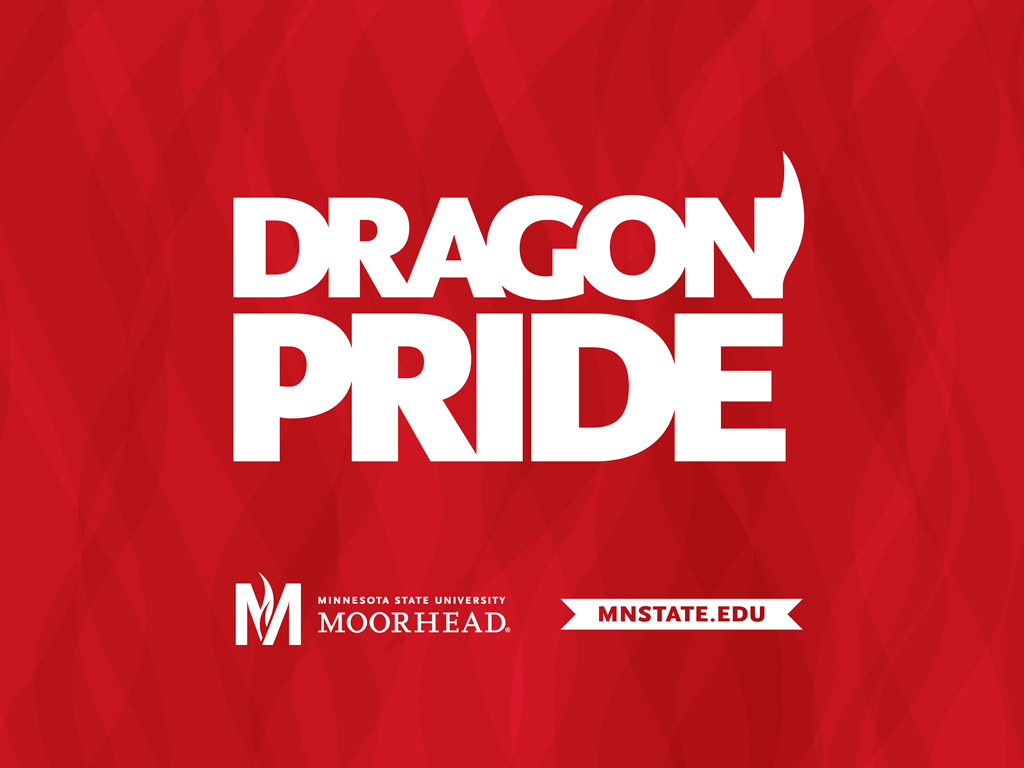 DRAGON
PRIDE
M
MINNESOTA STATE UNIVERSITY
MOORHEAD®
MNSTATE.EDU